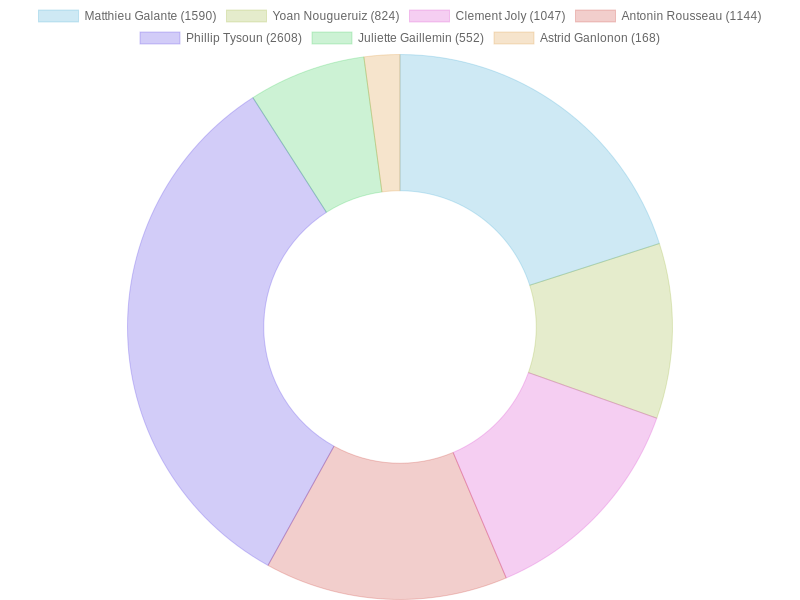 Matthieu Galante (1590) Yoan Nougueruiz (824) Clement Joly (1047) Antonin Rousseau (1144)
Phillip Tysoun (2608) Juliette Gaillemin (552) Astrid Ganlonon (168)